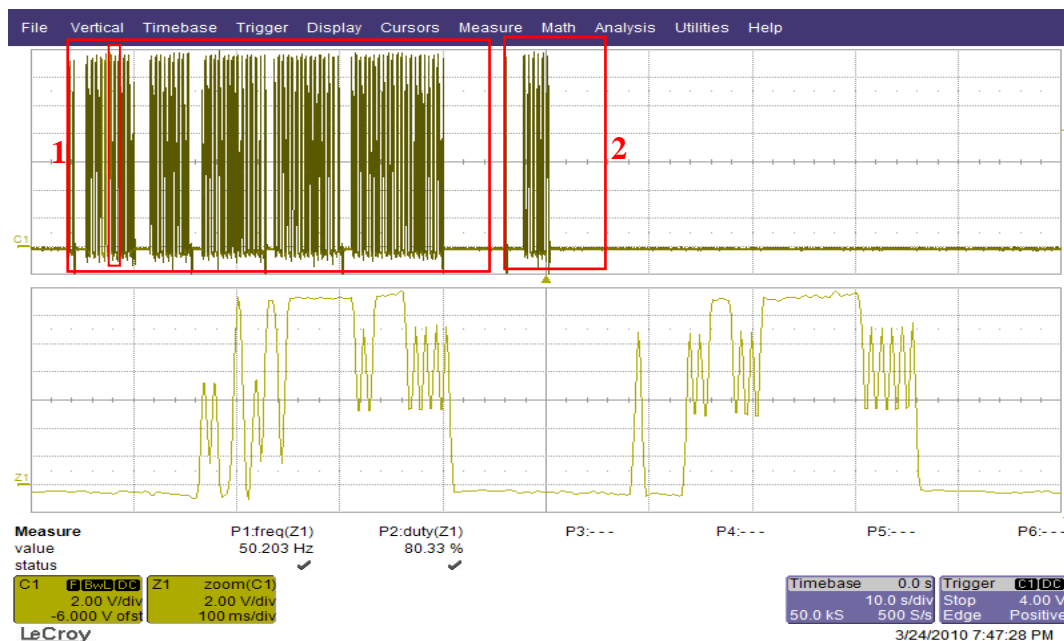 File Vertical Timebase Trigger Display Cursors Measure Math Analysis Utilities Help
1
2
C1
Z1
Measure P1:freq(Z1) P2:duty(Z1) P3:--- P4:--- P5:--- P6:---
value 50.203 Hz 80.33 %
status
C1 F BwL DC
2.00 V/div
-6.000 V ofst
Z1 zoom(C1)
2.00 V/div
100 ms/div
Timebase 0.0 s
10.0 s/div
50.0 kS 500 S/s
Trigger C1 DC
Stop 4.00 V
Edge Positive
LeCroy
3/24/2010 7:47:28 PM